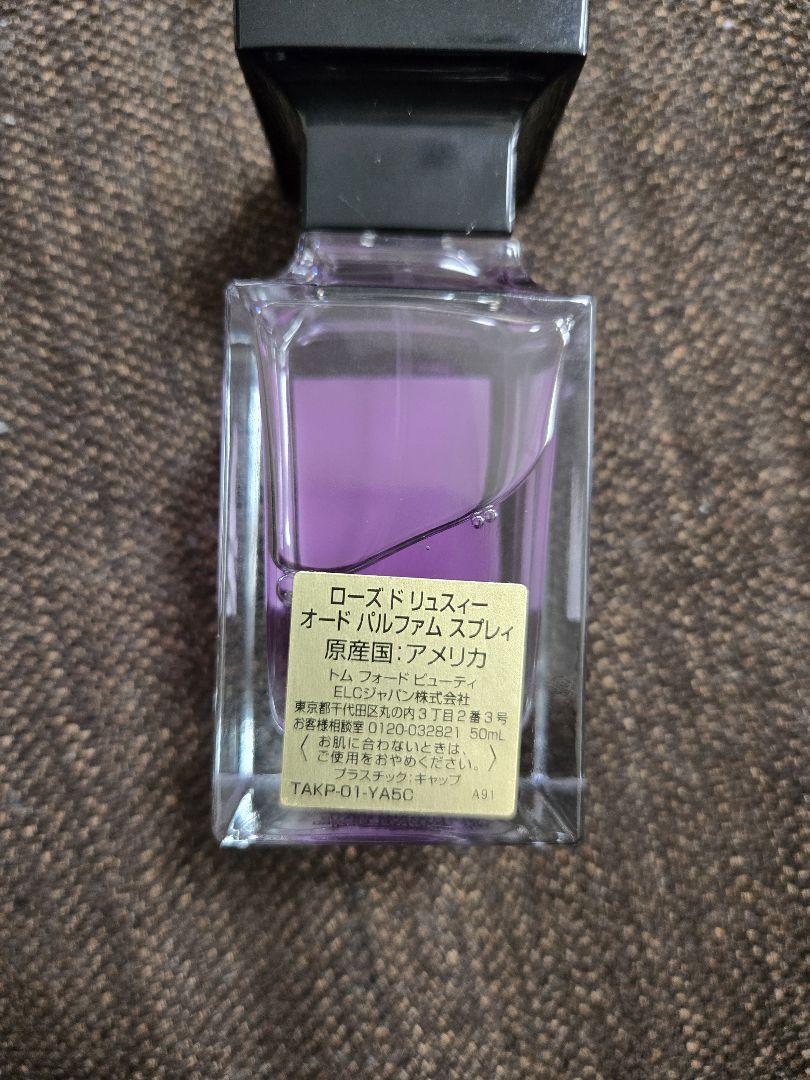 ローズ ド リュスィー
オード パルファム スプレィ
原産国：アメリカ
トム フォード ビューティ
ELCジャパン株式会社
東京都千代田区丸の内3丁目2番3号
お客様相談室 0120-032821 50mL
〈お肌に合わないときは、
ご使用をおやめください。〉
プラスチック：キャップ
TAKP-01-YA5C A91